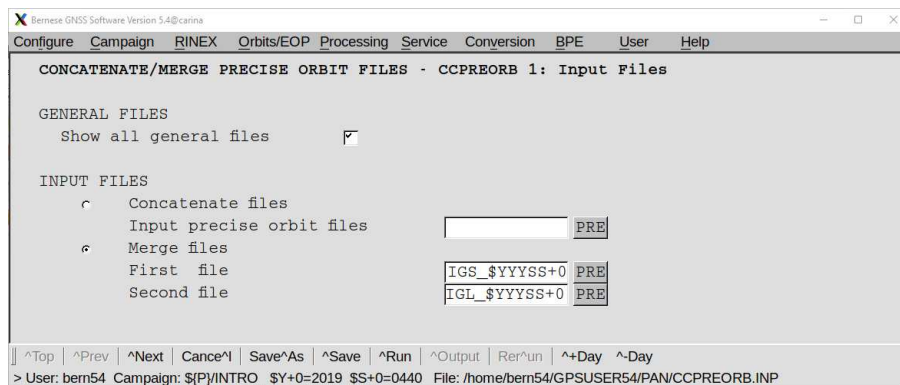 Bernese GNSS Software Version 5.4@carina
Configure Campaign RINEX Orbits/EOP Processing Service Conversion BPE User Help
CONCATENATE/MERGE PRECISE ORBIT FILES - CCPREORB 1: Input Files
GENERAL FILES
Show all general files
INPUT FILES
Concatenate files
Input precise orbit files PRE
Merge files
First file IGS_$YYYSS+0 PRE
Second file IGL_$YYYSS+0 PRE
^Top | ^Prev | ^Next | Cance^l | Save^As | ^Save | ^Run | ^Output | Rer^un | ^+Day ^-Day
> User: bern54 Campaign: ${P}/INTRO $Y+0=2019 $S+0=0440 File: /home/bern54/GPSUSER54/PAN/CCPREORB.INP